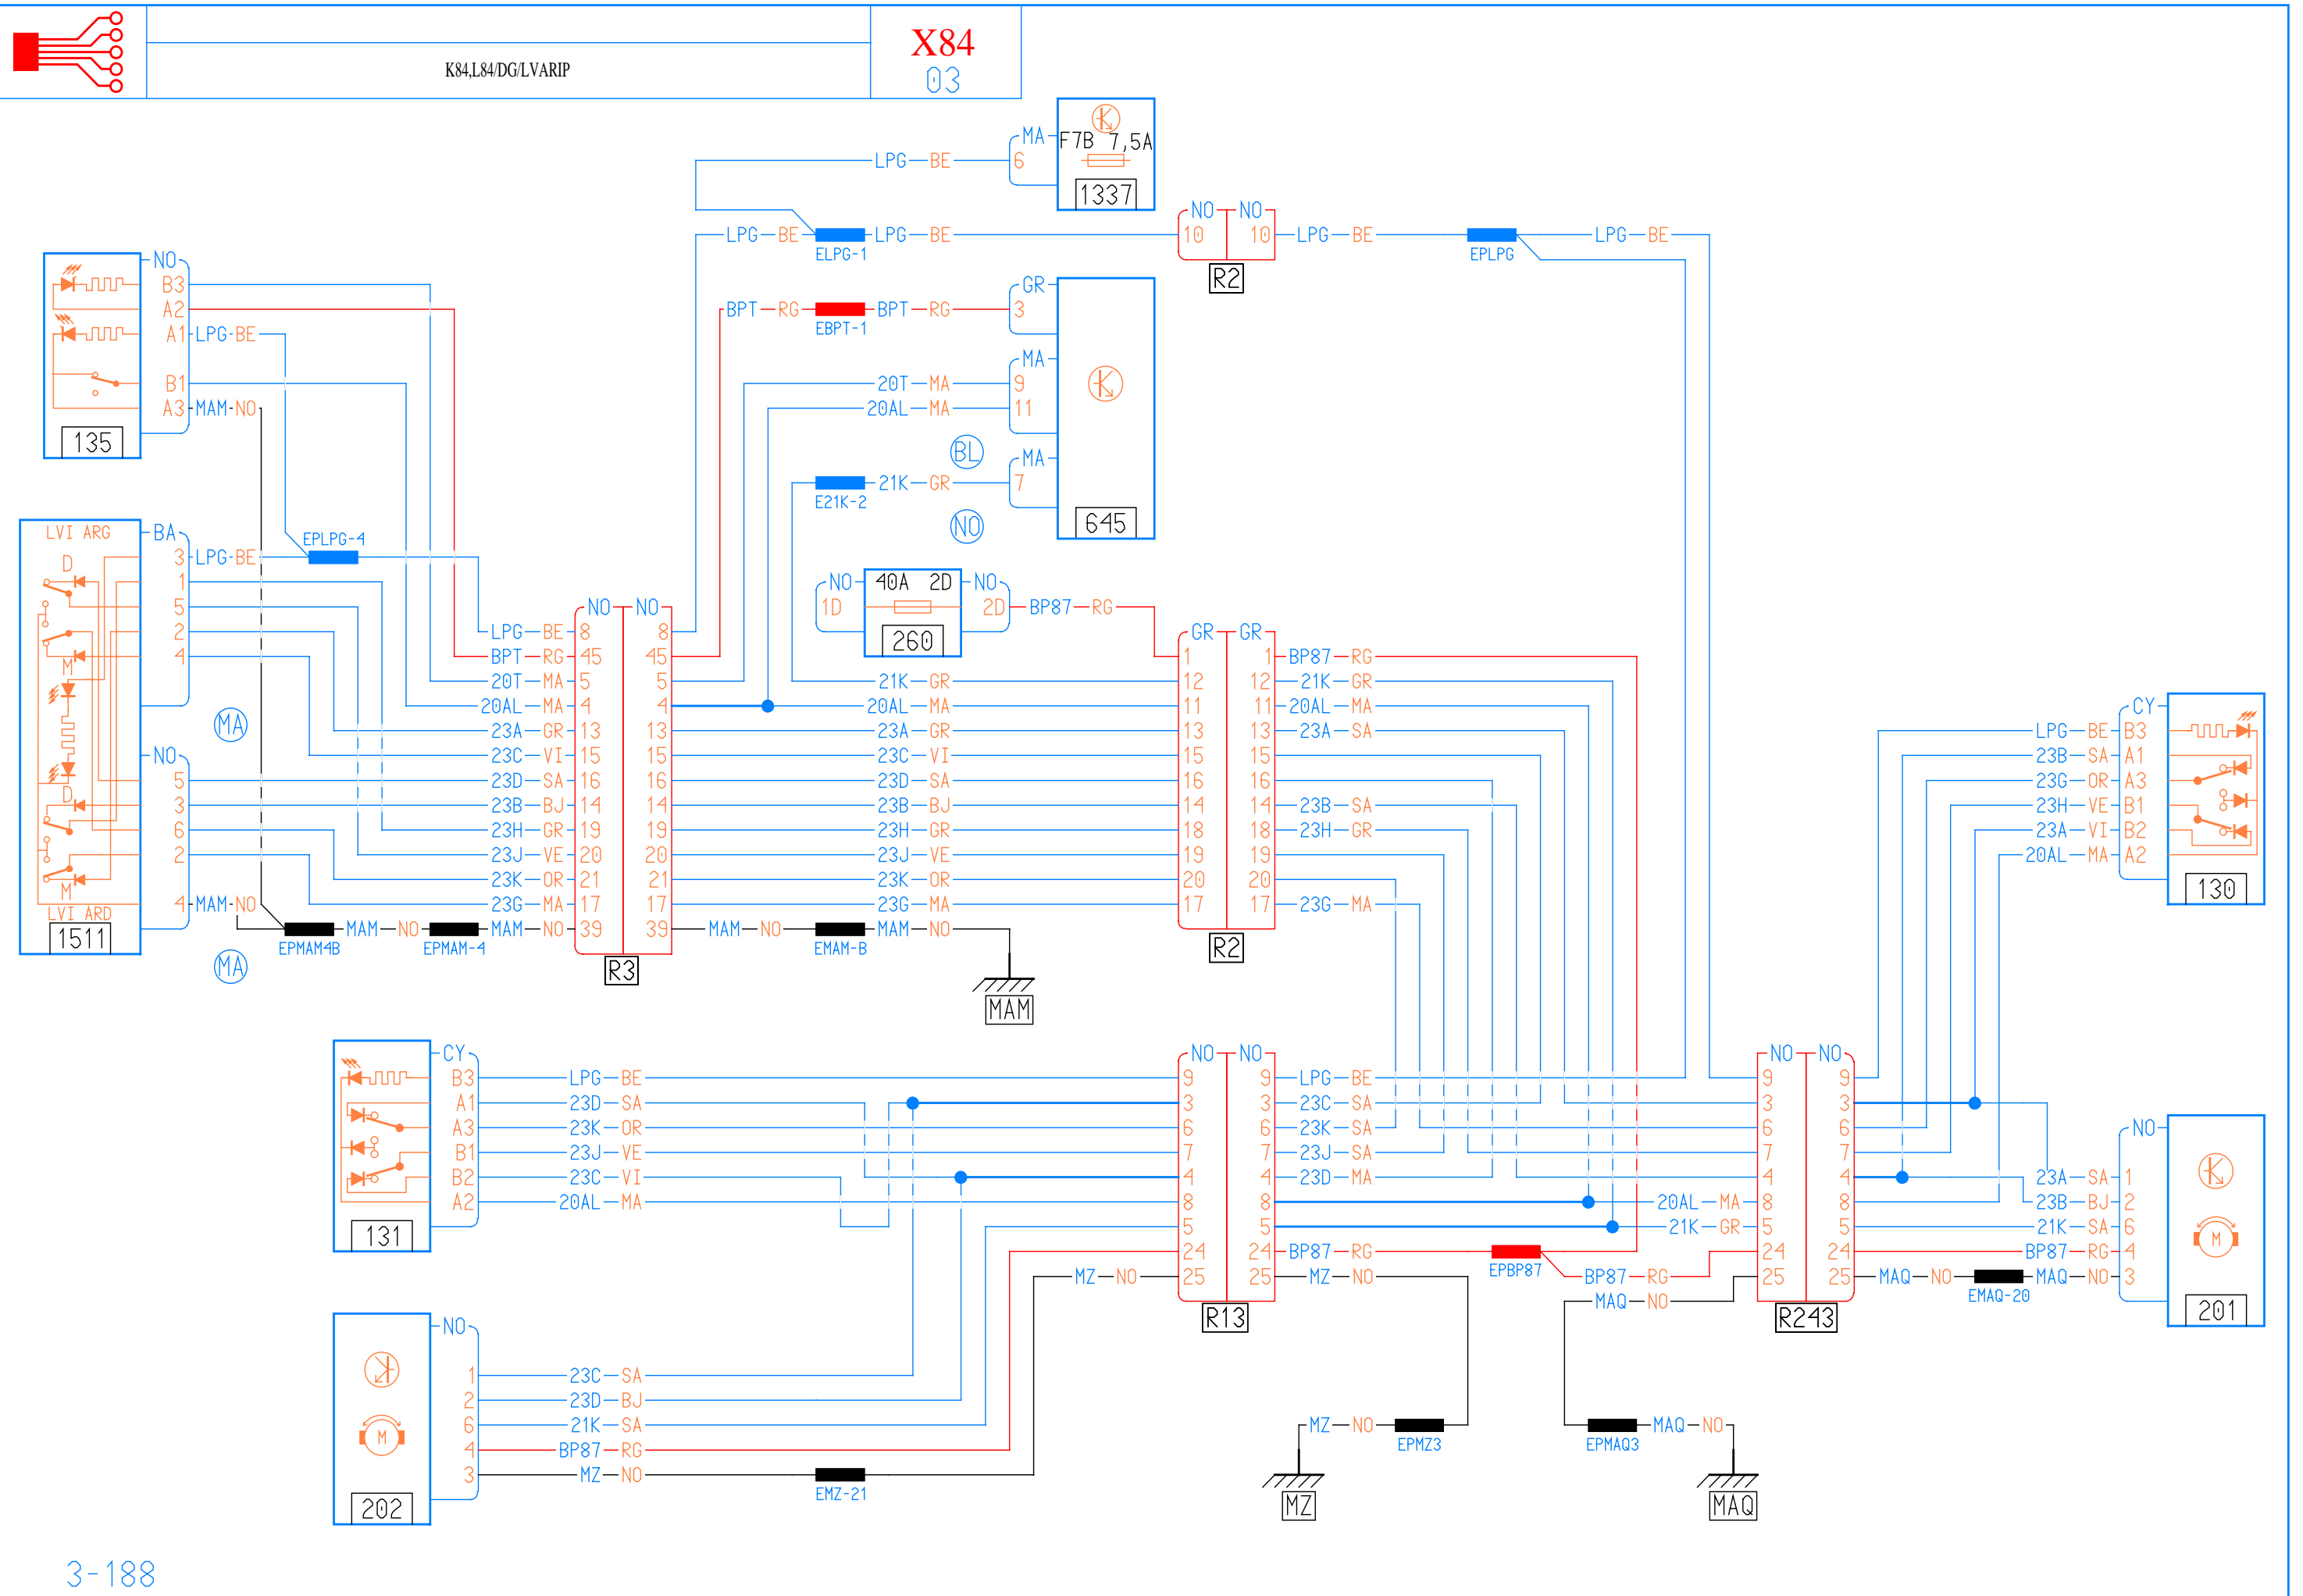 X84
K84,L84/DG/LVARIP
03
MA
F7B 7,5A
LPG BE 6
1337
NO NO
LPG BE LPG BE 10 10 LPG BE LPG BE
ELPG-1 EPLPG
R2
NO
B3
A2
A1 LPG BE
B1
A3 MAM NO
135
GR
BPT RG BPT RG 3
EBPT-1
MA
20T MA 9
20AL MA 11
BL
MA
21K GR 7
E21K-2
NO
645
LVI ARG BA
EPLPG-4
D 3 LPG BE
1
5
2
M 4
MA
NO
5
D 3
6
2
M 4 MAM NO
LVI ARD
1511
EPMAM4B MAM NO EPMAM-4 MAM NO 39
MA
NO 40A 2D NO
1D 2D BP87 RG
260
NO NO
LPG BE 8 8
BPT RG 45 45
20T MA 5 5
20AL MA 4 4
23A GR 13 13
23C VI 15 15
23D SA 16 16
23B BJ 14 14
23H GR 19 19
23J VE 20 20
23K OR 21 21
23G MA 17 17
39 MAM NO EMAM-B MAM NO
R3
MAM
GR GR
1 1 BP87 RG
21K GR 12 12 21K GR
20AL MA 11 11 20AL MA
23A GR 13 13 23A SA
23C VI 15 15
23D SA 16 16
23B BJ 14 14 23B SA
23H GR 18 18 23H GR
23J VE 19 19
23K OR 20 20
23G MA 17 17 23G MA
R2
CY
LPG BE B3
23B SA A1
23G OR A3
23H VE B1
23A VI B2
20AL MA A2
130
CY
B3 LPG BE
A1 23D SA
A3 23K OR
B1 23J VE
B2 23C VI
A2 20AL MA
131
NO NO
9 9 LPG BE
3 3 23C SA
6 6 23K SA
7 7 23J SA
4 4 23D MA
8 8 20AL MA
5 5 21K GR
24 24 BP87 RG
EPBP87 BP87 RG
MZ NO 25 25 MZ NO
MAQ NO
R13
NO NO
9 9
3 3
6 6
7 7
4 4
8 8
5 5
24 24
25 25 MAQ NO MAQ NO
EMAQ-20
R243
NO
23A SA 1
23B BJ 2
21K SA 6
BP87 RG 4
3
M
201
NO
1 23C SA
2 23D BJ
6 21K SA
4 BP87 RG
3 MZ NO
M
EMZ-21
202
MZ NO EPMZ3
MZ
EPMAQ3 MAQ NO
MAQ
3-188